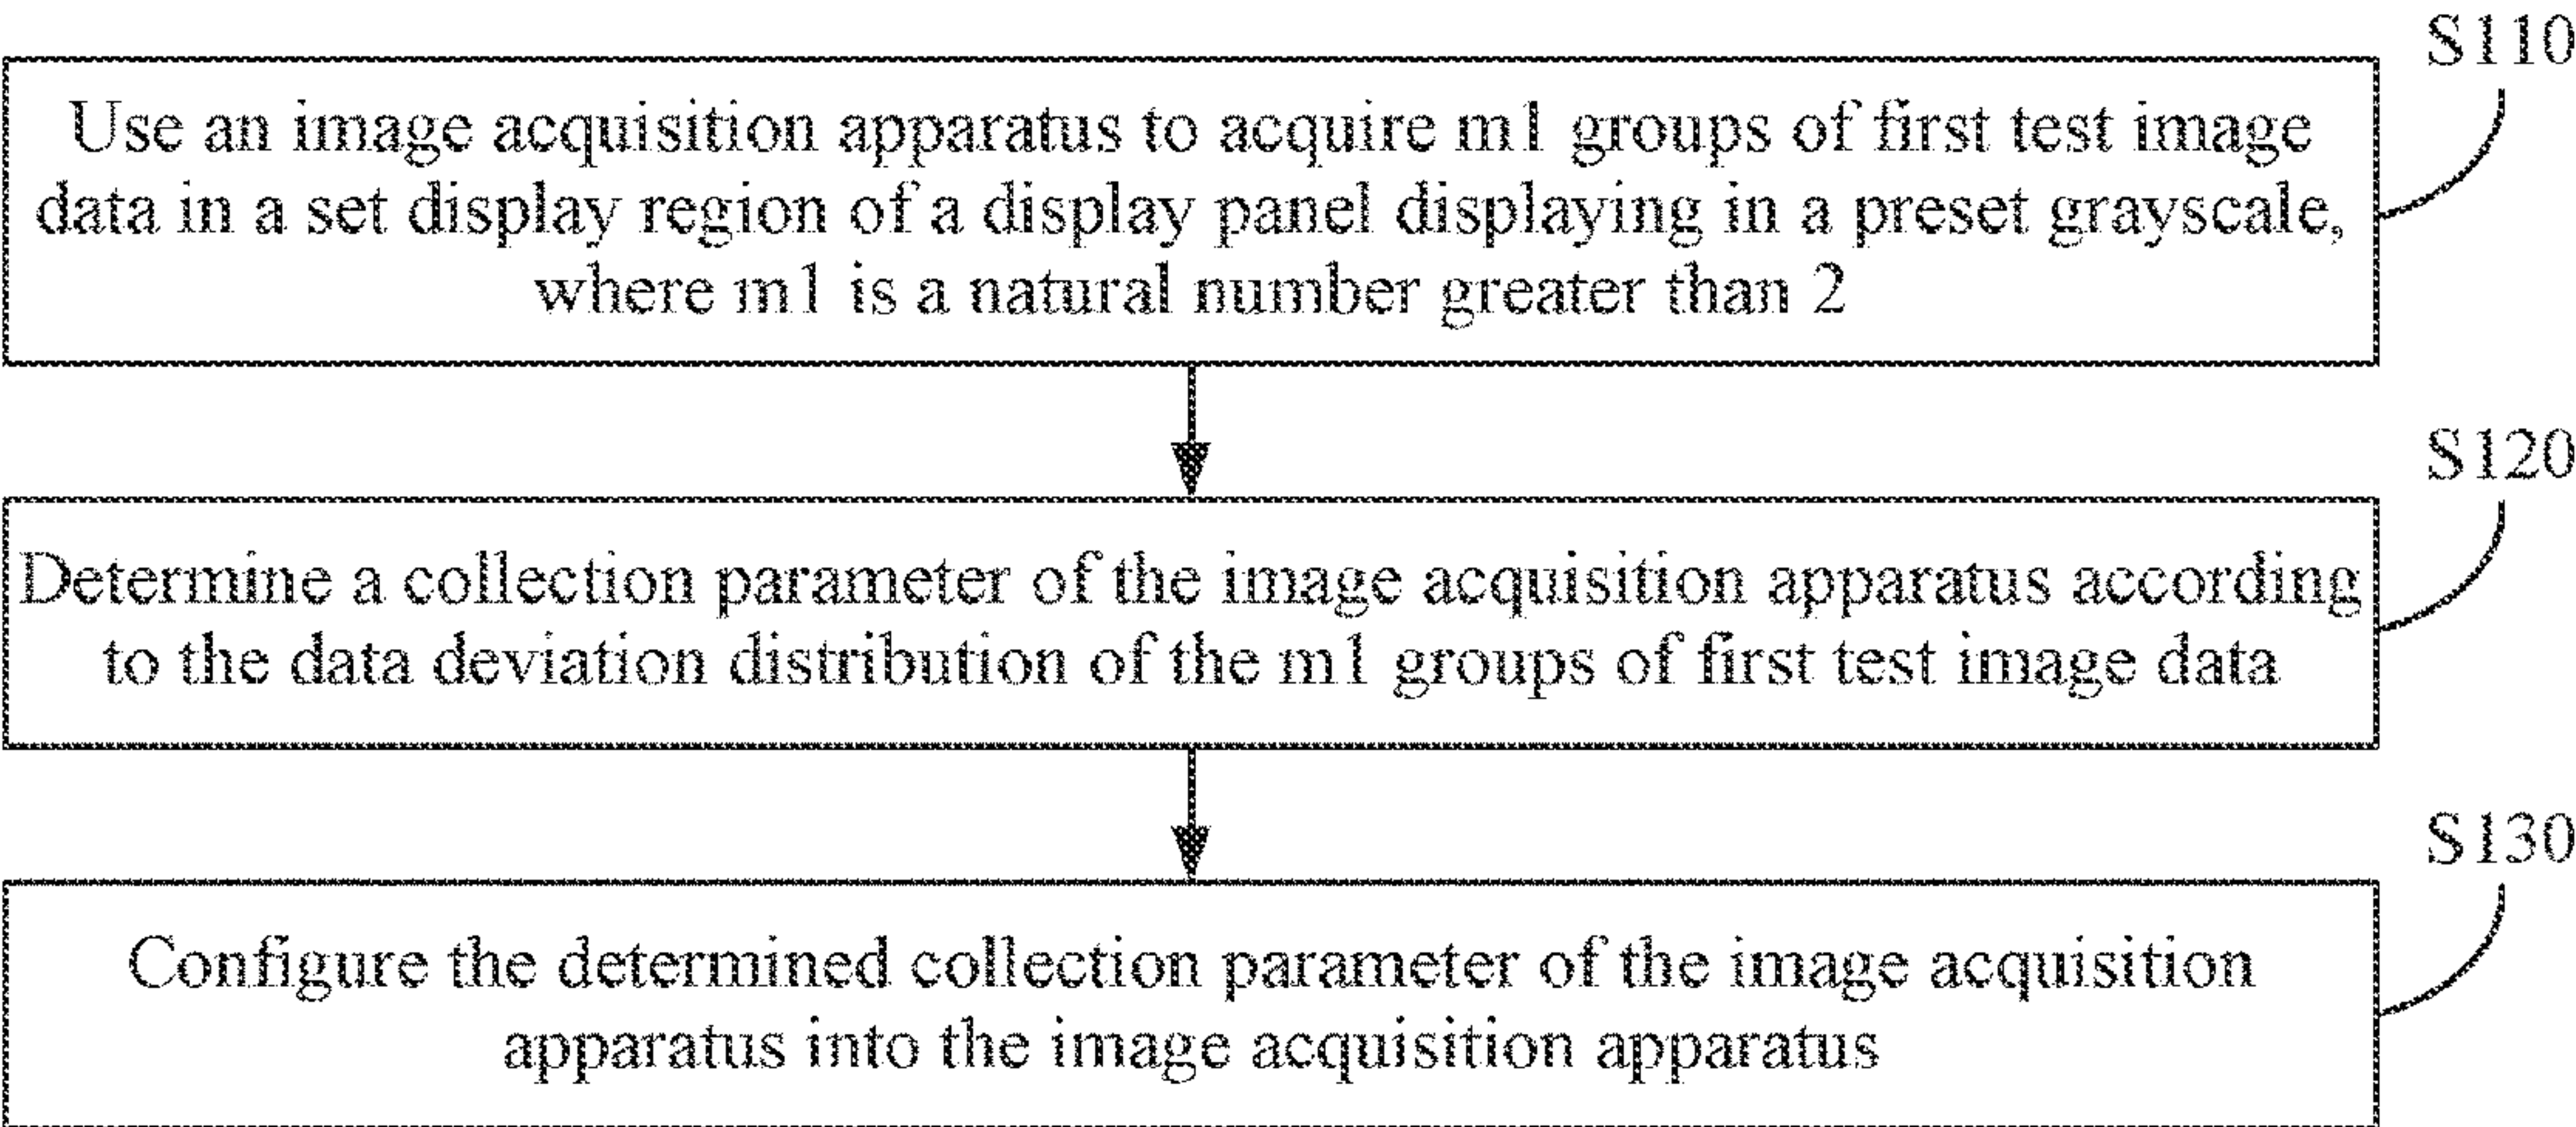 S110
Use an image acquisition apparatus to acquire m1 groups of first test image
data in a set display region of a display panel displaying in a preset grayscale,
where m1 is a natural number greater than 2
S120
Determine a collection parameter of the image acquisition apparatus according
to the data deviation distribution of the m1 groups of first test image data
S130
Configure the determined collection parameter of the image acquisition
apparatus into the image acquisition apparatus